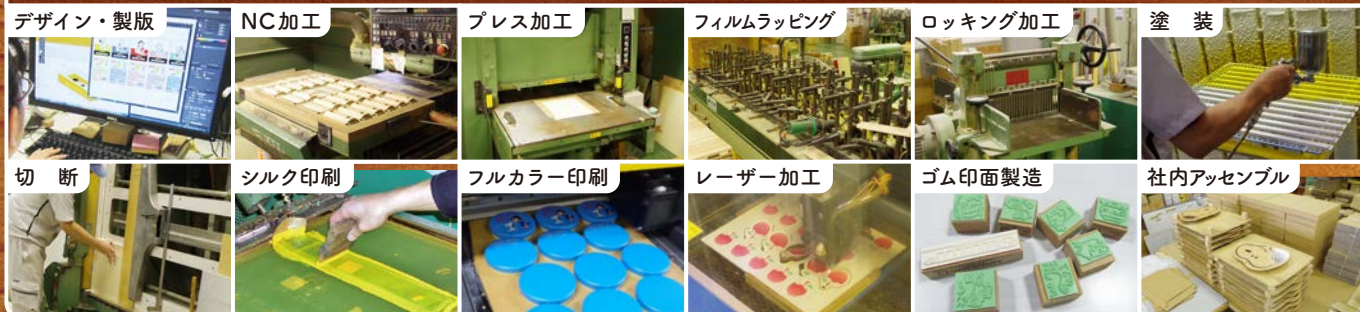 デザイン・製版
NC加工
プレス加工
フィルムラッピング
ロッキング加工
塗装
切断
シルク印刷
フルカラー印刷
レーザー加工
ゴム印面製造
社内アッセンブル